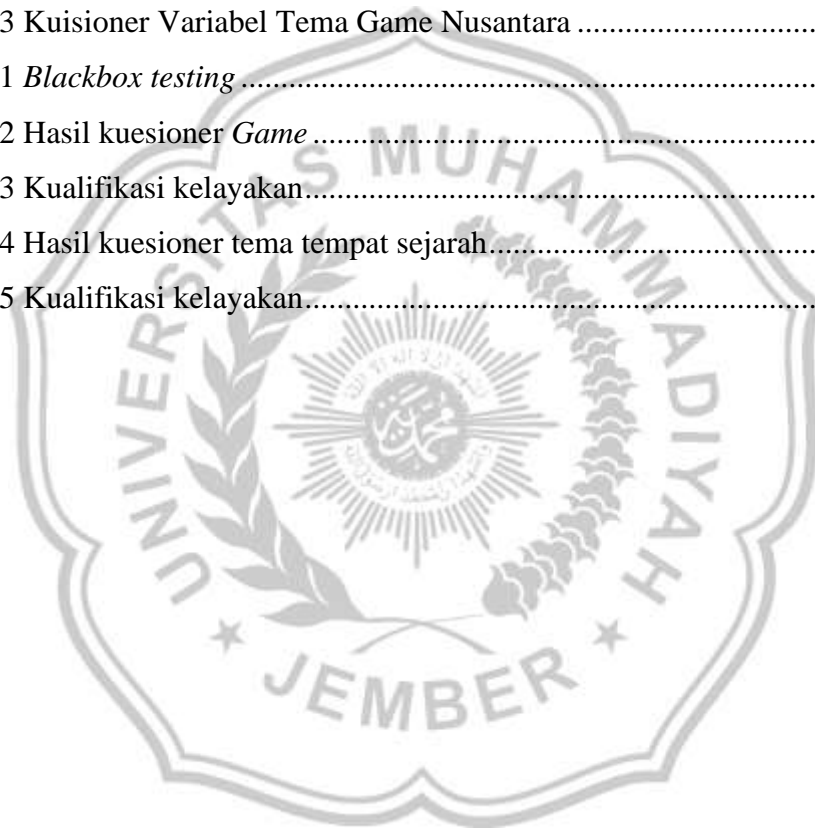 3 Kuisioner Variabel Tema Game Nusantara ........................
1 Blackbox testing ........................................................................
2 Hasil kuesioner Game ...............................................................
3 Kualifikasi kelayakan................................................................
4 Hasil kuesioner tema tempat sejarah.........................................
5 Kualifikasi kelayakan................................................................
UNIVERSITAS MUHAMMADIYAH
JEMBER